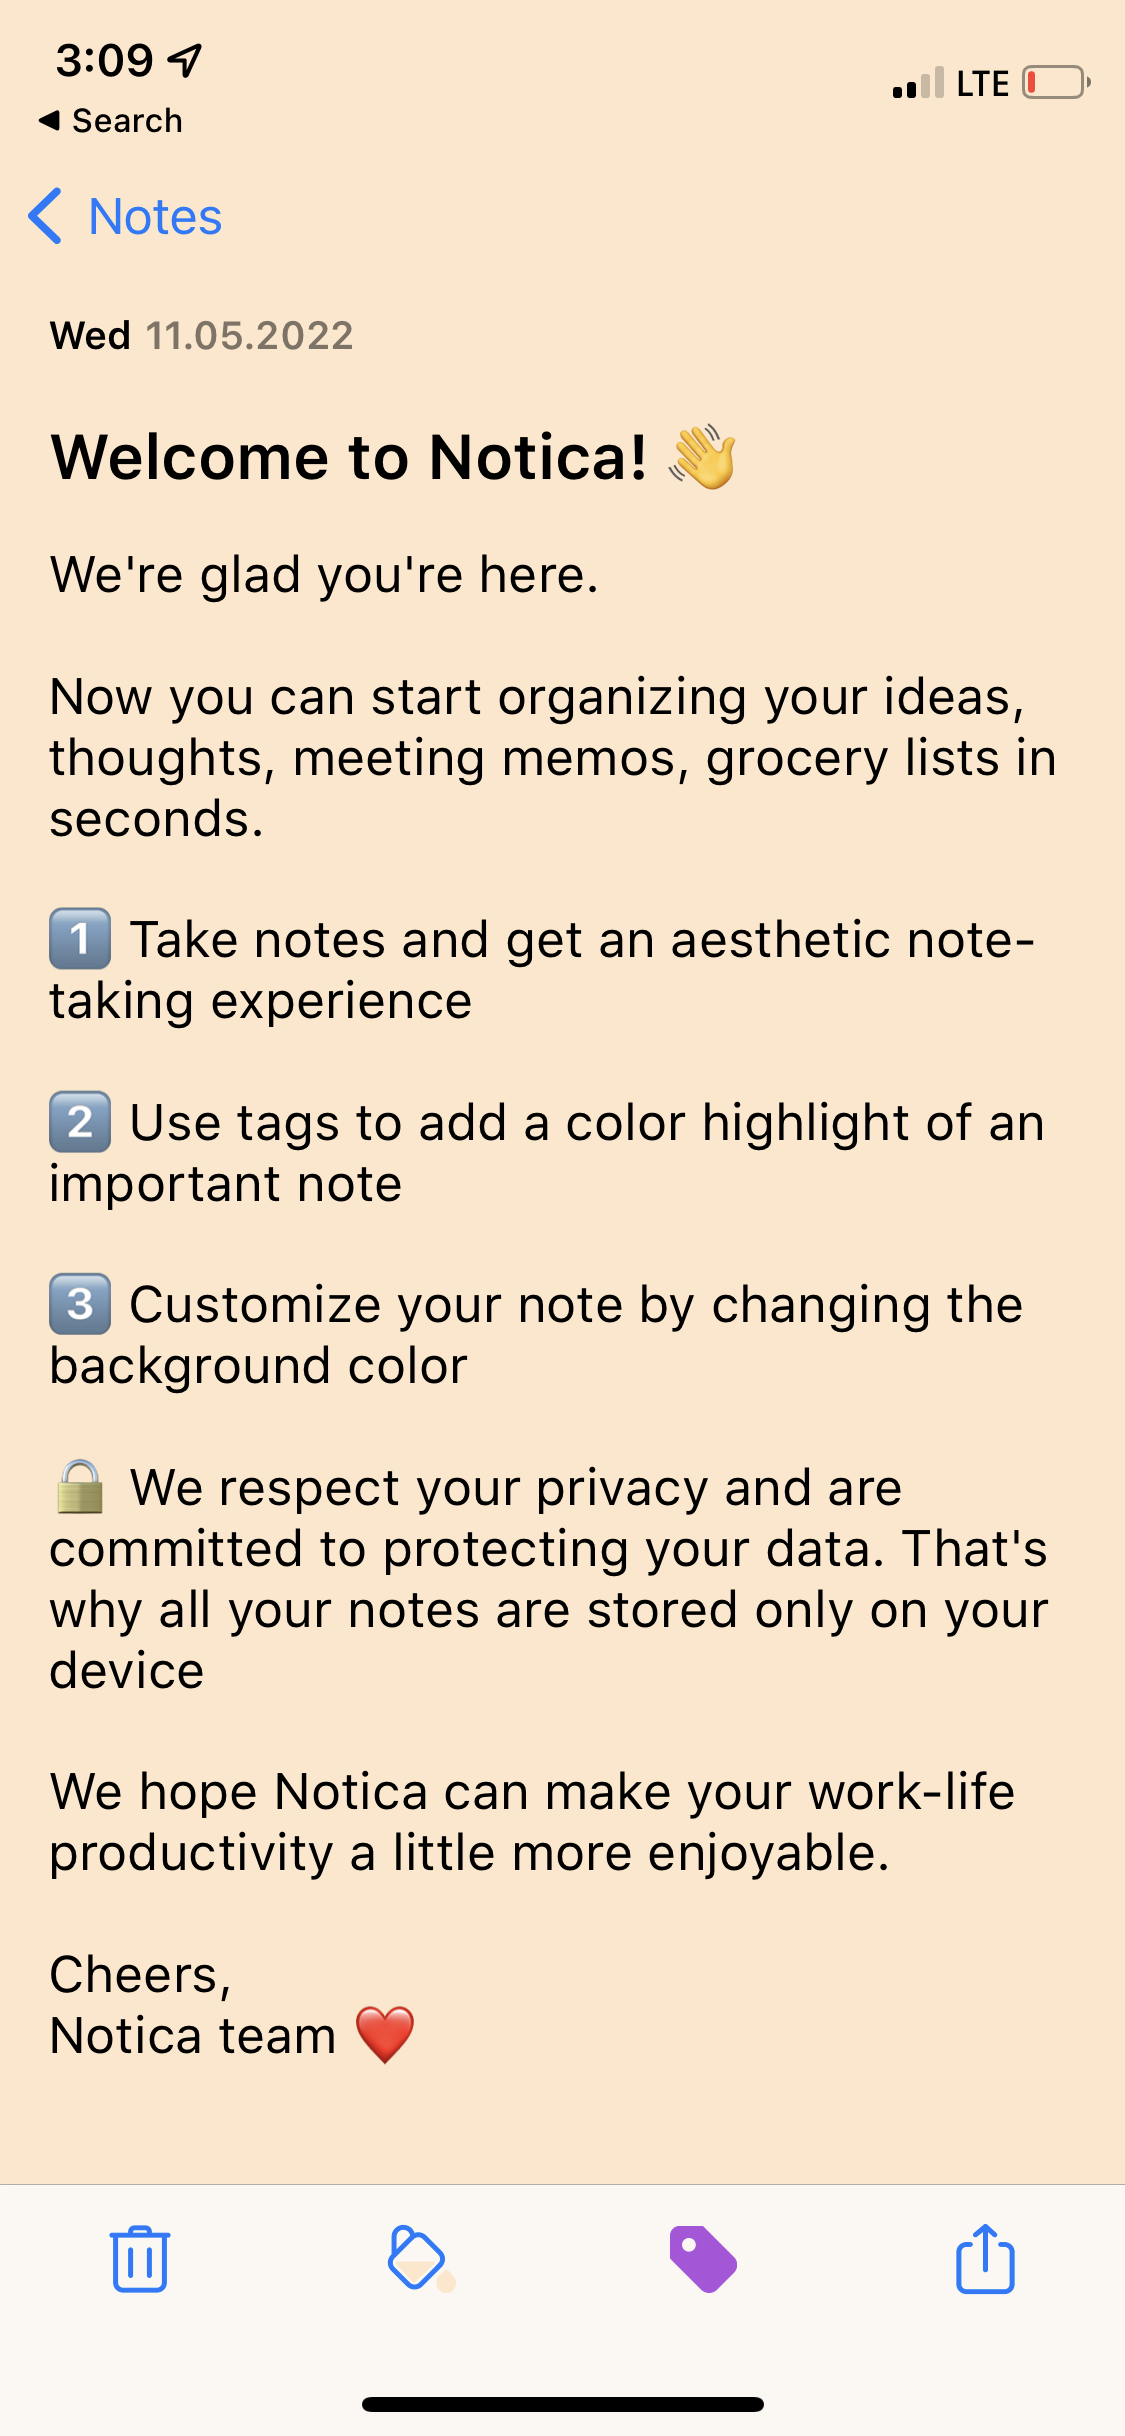 3:09
LTE
◀ Search
Notes
Wed 11.05.2022
Welcome to Notica! 👋
We're glad you're here.
Now you can start organizing your ideas,
thoughts, meeting memos, grocery lists in
seconds.
1️⃣ Take notes and get an aesthetic note-
taking experience
2️⃣ Use tags to add a color highlight of an
important note
3️⃣ Customize your note by changing the
background color
🔒 We respect your privacy and are
committed to protecting your data. That's
why all your notes are stored only on your
device
We hope Notica can make your work-life
productivity a little more enjoyable.
Cheers,
Notica team ❤️